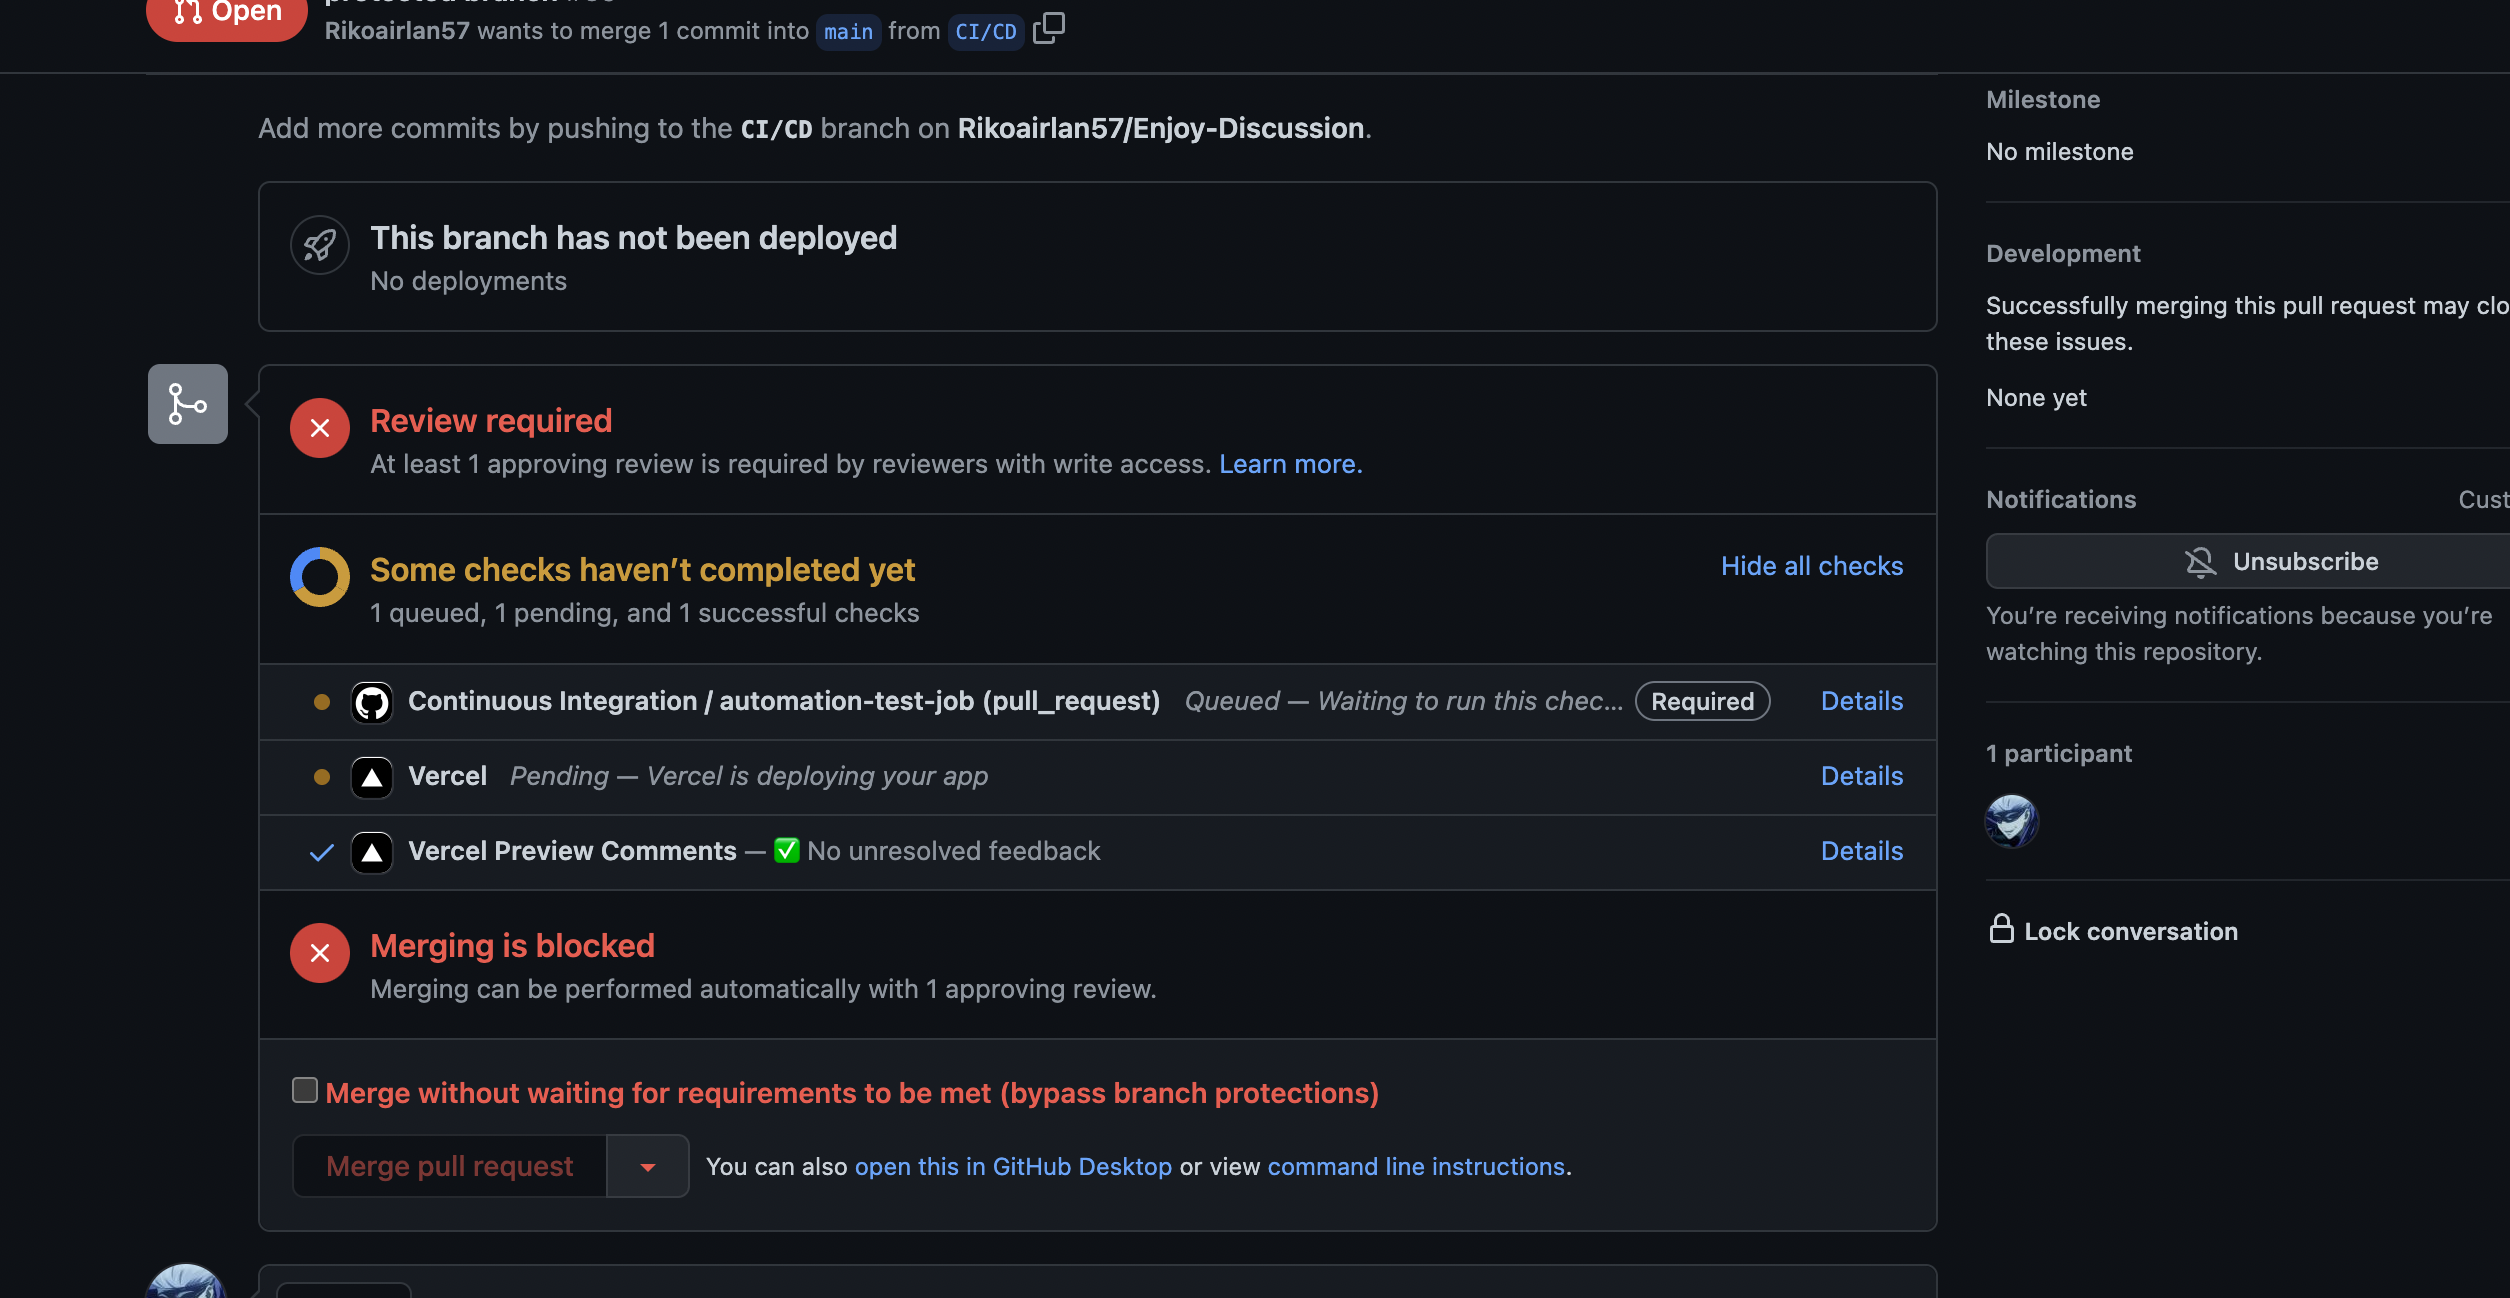 Open
Rikoairlan57 wants to merge 1 commit into main from CI/CD
Add more commits by pushing to the CI/CD branch on Rikoairlan57/Enjoy-Discussion.
This branch has not been deployed
No deployments
Review required
At least 1 approving review is required by reviewers with write access. Learn more.
Some checks haven’t completed yet
Hide all checks
1 queued, 1 pending, and 1 successful checks
Continuous Integration / automation-test-job (pull_request) Queued — Waiting to run this chec... Required Details
Vercel Pending — Vercel is deploying your app Details
Vercel Preview Comments — ✅ No unresolved feedback Details
Merging is blocked
Merging can be performed automatically with 1 approving review.
Merge without waiting for requirements to be met (bypass branch protections)
Merge pull request
You can also open this in GitHub Desktop or view command line instructions.
Milestone
No milestone
Development
Successfully merging this pull request may clo
these issues.
None yet
Notifications
Cust
Unsubscribe
You’re receiving notifications because you’re
watching this repository.
1 participant
Lock conversation